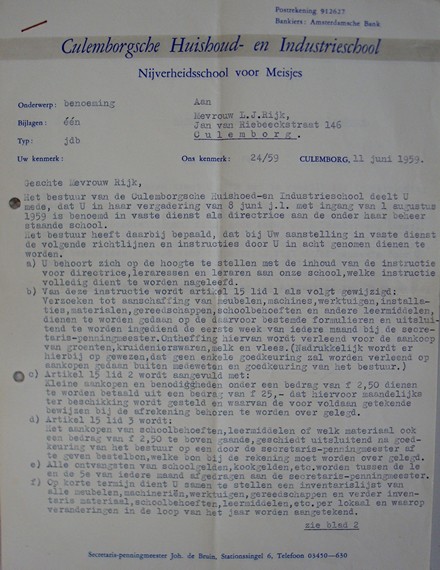 Postrekening 912627
Bankiers: Amsterdamsche Bank
Culemborgsche Huishoud- en Industrieschool
Nijverheidsschool voor Meisjes
Onderwerp: benoeming
Aan
Bijlagen: één
Mevrouw L.J.Rijk,
Jan van Riebeeckstraat 146
Typ: jdb
Culemborg.
Uw kenmerk:
Ons kenmerk: 24/59
CULEMBORG, 11 juni 1959.
Geachte Mevrouw Rijk,
Het bestuur van de Culemborgsche Huishoud-en Industrieschool deelt U
mede, dat U in haar vergadering van 8 juni j.l. met ingang van 1 augustus
1959 is benoemd in vaste dienst als directrice aan de onder haar beheer
staande school.
Het bestuur heeft daarbij bepaald, dat bij Uw aanstelling in vaste dienst
de volgende richtlijnen en instructies door U in acht genomen dienen te
worden.
a) U behoort zich op de hoogte te stellen met de inhoud van de instructie
voor directrice,leraressen en leraren aan onze school,welke instructie
volledig dient te worden nageleefd.
b) Van deze instructie wordt artikel 15 lid 1 als volgt gewijzigd:
Verzoeken tot aanschaffing van meubelen,machines,werktuigen,installa-
ties,materialen,gereedschappen,schoolbehoeften en andere leermiddelen,
dienen te worden gedaan op de daarvoor bestemde formulieren en uitslui-
tend te worden ingediend de eerste week van iedere maand bij de secre-
taris-penningmeester.Ontheffing hiervan wordt verleend voor de aankoop
van groenten,kruidenierswaren,melk en vlees.(Nadrukkelijk wordt er
hierbij op gewezen,dat geen enkele goedkeuring zal worden verleend op
aankopen gedaan buiten medeweten en goedkeuring van het bestuur.)
c) Artikel 15 lid 2 wordt aangevuld met:
Kleine aankopen en benodigdheden onder een bedrag van f 2,50 dienen
te worden betaald uit een bedrag van f 25,- dat hiervoor maandelijks
ter beschikking wordt gesteld en waarvan de voor voldaan getekende
bewijzen bij de afrekening behoren te worden over gelegd.
d) Artikel 15 lid 3 wordt:
Het aankopen van schoolbehoeften,leermiddelen of welk materiaal ook
een bedrag van f 2,50 te boven gaande,geschied uitsluitend na goed-
keuring van het bestuur op een door de secretaris-penningmeester af
te geven bestelbon,welke bon bij de rekening moet worden over gelegd.
e) Alle ontvangsten van schoolgelden,kookgelden,etc.worden tussen de 1e
en de 5e van iedere maand afgedragen aan de secretaris-penningmeester.
f) Op korte termijn dient U samen te stellen een inventarislijst van
alle meubelen,machineriën,werktuigen,gereedschappen en verder inven-
taris materiaal,schoolbehoeften,leermiddelen,etc.per lokaal en waarop
veranderingen in de loop van het jaar worden aangetekend.
zie blad 2
Secretaris-penningmeester Joh. de Bruin, Stationssingel 6, Telefoon 03450—630